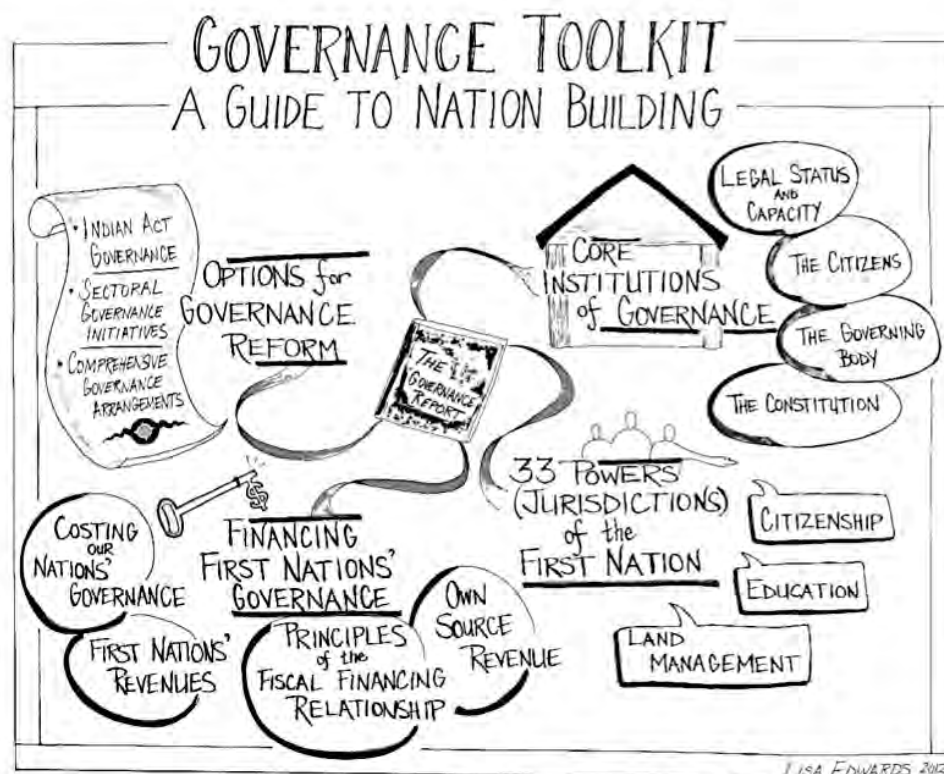 GOVERNANCE TOOLKIT
A GUIDE TO NATION BUILDING
• INDIAN ACT
GOVERNANCE
• SECTORAL
GOVERNANCE
INITIATIVES
• COMPREHENSIVE
GOVERNANCE
ARRANGEMENTS
OPTIONS for
GOVERNANCE
REFORM
THE
GOVERNANCE
REPORT
CORE
INSTITUTIONS
of GOVERNANCE
LEGAL STATUS
AND
CAPACITY
THE CITIZENS
THE GOVERNING
BODY
THE CONSTITUTION
33 POWERS
(JURISDICTIONS)
of the
FIRST NATION
CITIZENSHIP
EDUCATION
LAND
MANAGEMENT
$
FINANCING
FIRST NATIONS'
GOVERNANCE
COSTING
OUR
NATIONS'
GOVERNANCE
FIRST NATIONS'
REVENUES
PRINCIPLES
of the
FISCAL FINANCING
RELATIONSHIP
OWN
SOURCE
REVENUE
LISA EDWARDS 2012